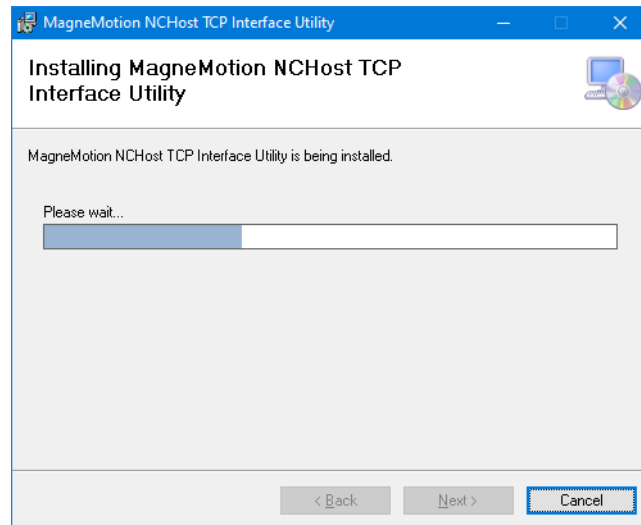 MagneMotion NCHost TCP Interface Utility
Installing MagneMotion NCHost TCP
Interface Utility
MagneMotion NCHost TCP Interface Utility is being installed.
Please wait...
< Back
Next >
Cancel